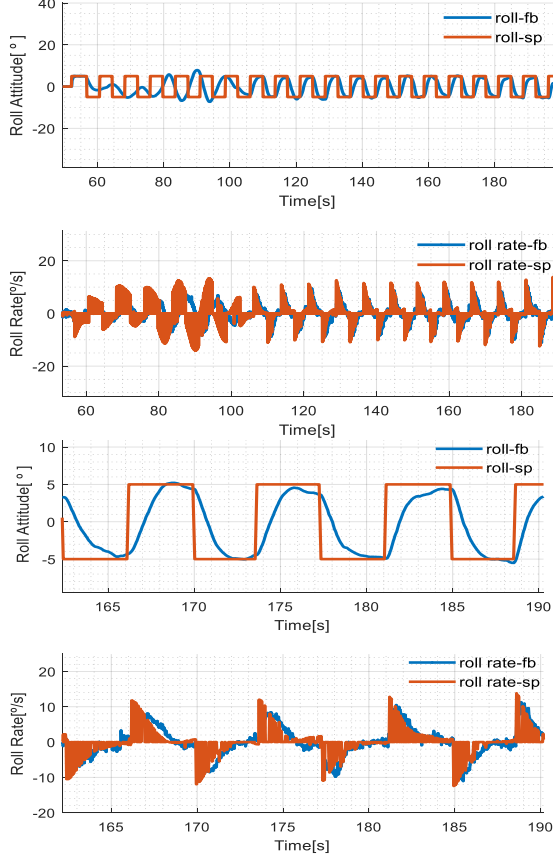 40
20
0
-20
Roll Attitude[ º ]
roll-fb
roll-sp
60 80 100 120 140 160 180
Time[s]
20
0
-20
Roll Rate[º/s]
roll rate-fb
roll rate-sp
60 80 100 120 140 160 180
Time[s]
10
5
0
-5
Roll Attitude[ º ]
roll-fb
roll-sp
165 170 175 180 185 190
Time[s]
20
10
0
-10
-20
Roll Rate[º/s]
roll rate-fb
roll rate-sp
165 170 175 180 185 190
Time[s]